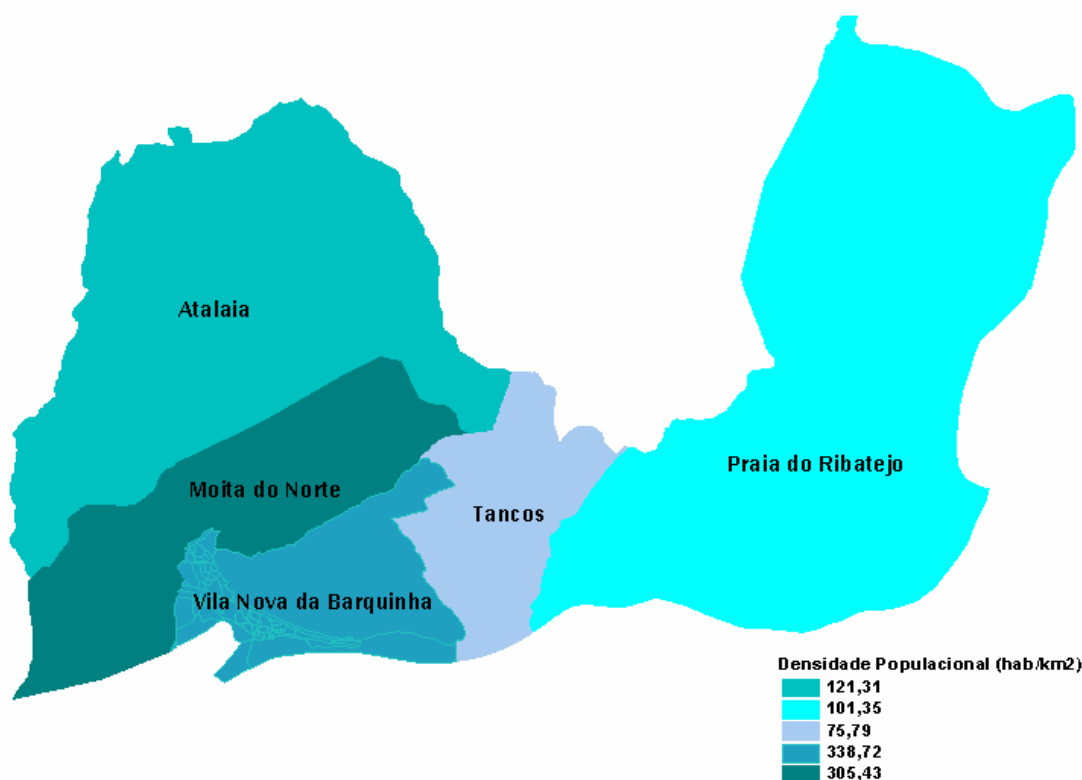 Atalaia
Moita do Norte
Praia do Ribatejo
Tancos
Vila Nova da Barquinha
Densidade Populacional (hab/km2)
121,31
101,35
75,79
338,72
305,43